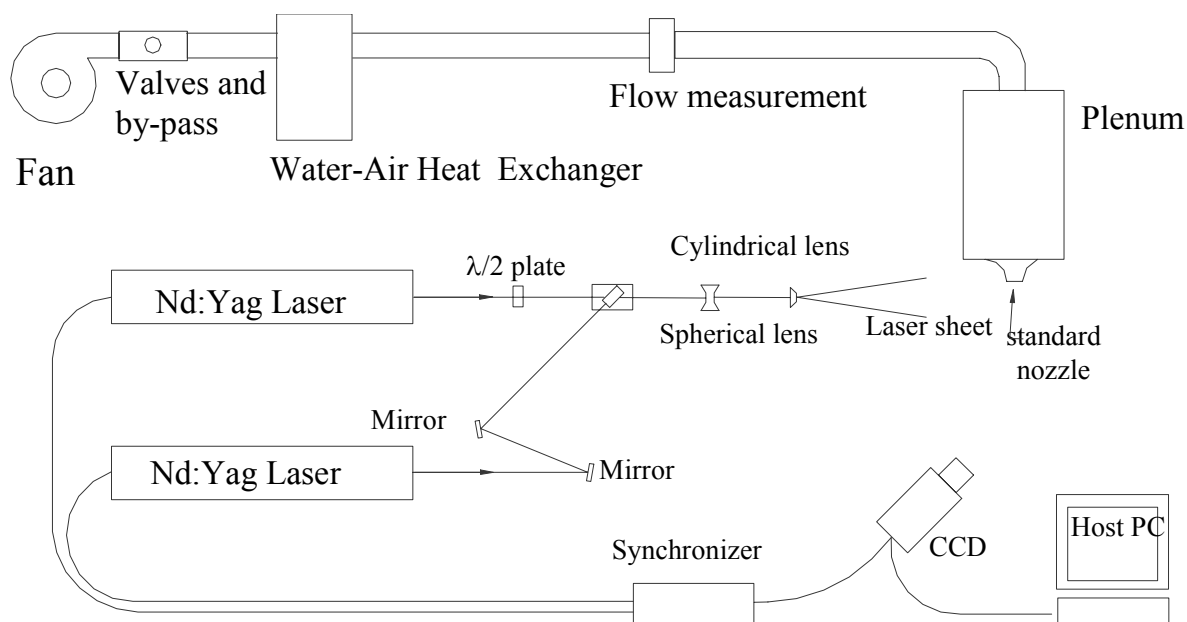 Valves and
by-pass
Fan
Water-Air Heat Exchanger
Flow measurement
Plenum
Cylindrical lens
λ/2 plate
Nd:Yag Laser
Spherical lens
Laser sheet
standard
nozzle
Mirror
Nd:Yag Laser
Mirror
Synchronizer
CCD
Host PC